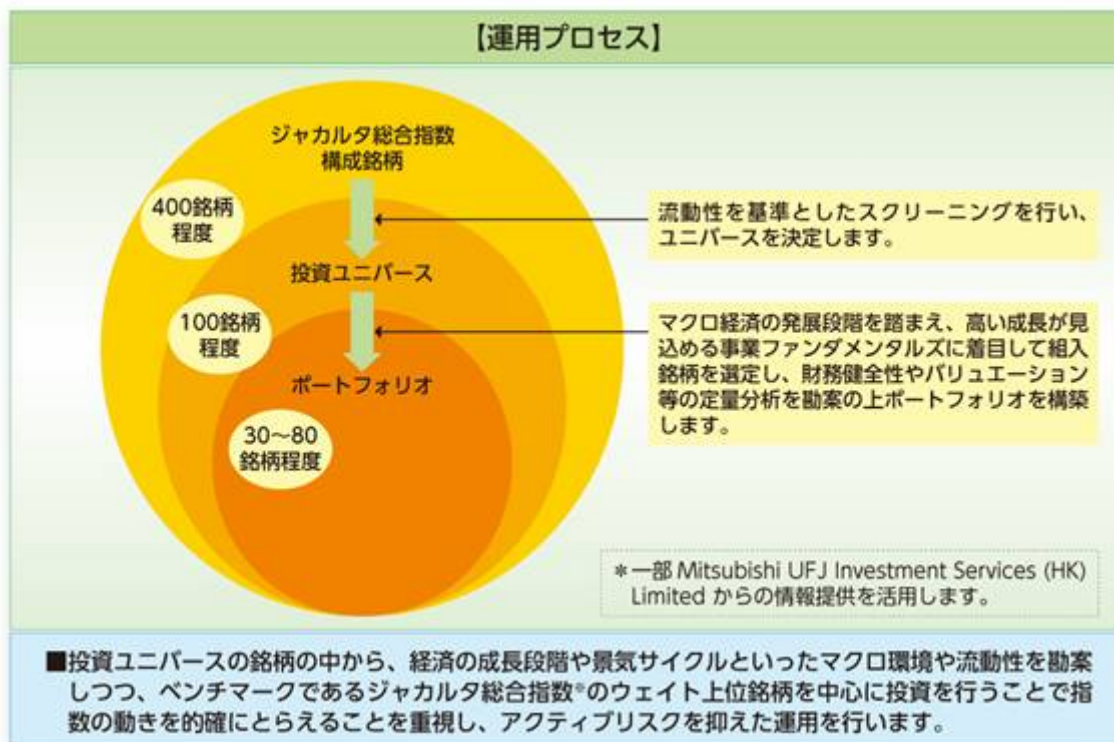 【運用プロセス】
ジャカルタ総合指数
構成銘柄
400銘柄
程度
流動性を基準としたスクリーニングを行い、
ユニバースを決定します。
投資ユニバース
100銘柄
程度
マクロ経済の発展段階を踏まえ、高い成長が見
込める事業ファンダメンタルズに着目して組入
銘柄を選定し、財務健全性やバリュエーション
等の定量分析を勘案の上ポートフォリオを構築
します。
ポートフォリオ
30〜80
銘柄程度
*一部 Mitsubishi UFJ Investment Services (HK)
Limited からの情報提供を活用します。
■投資ユニバースの銘柄の中から、経済の成長段階や景気サイクルといったマクロ環境や流動性を勘案
しつつ、ベンチマークであるジャカルタ総合指数※のウェイト上位銘柄を中心に投資を行うことで指
数の動きを的確にとらえることを重視し、アクティブリスクを抑えた運用を行います。